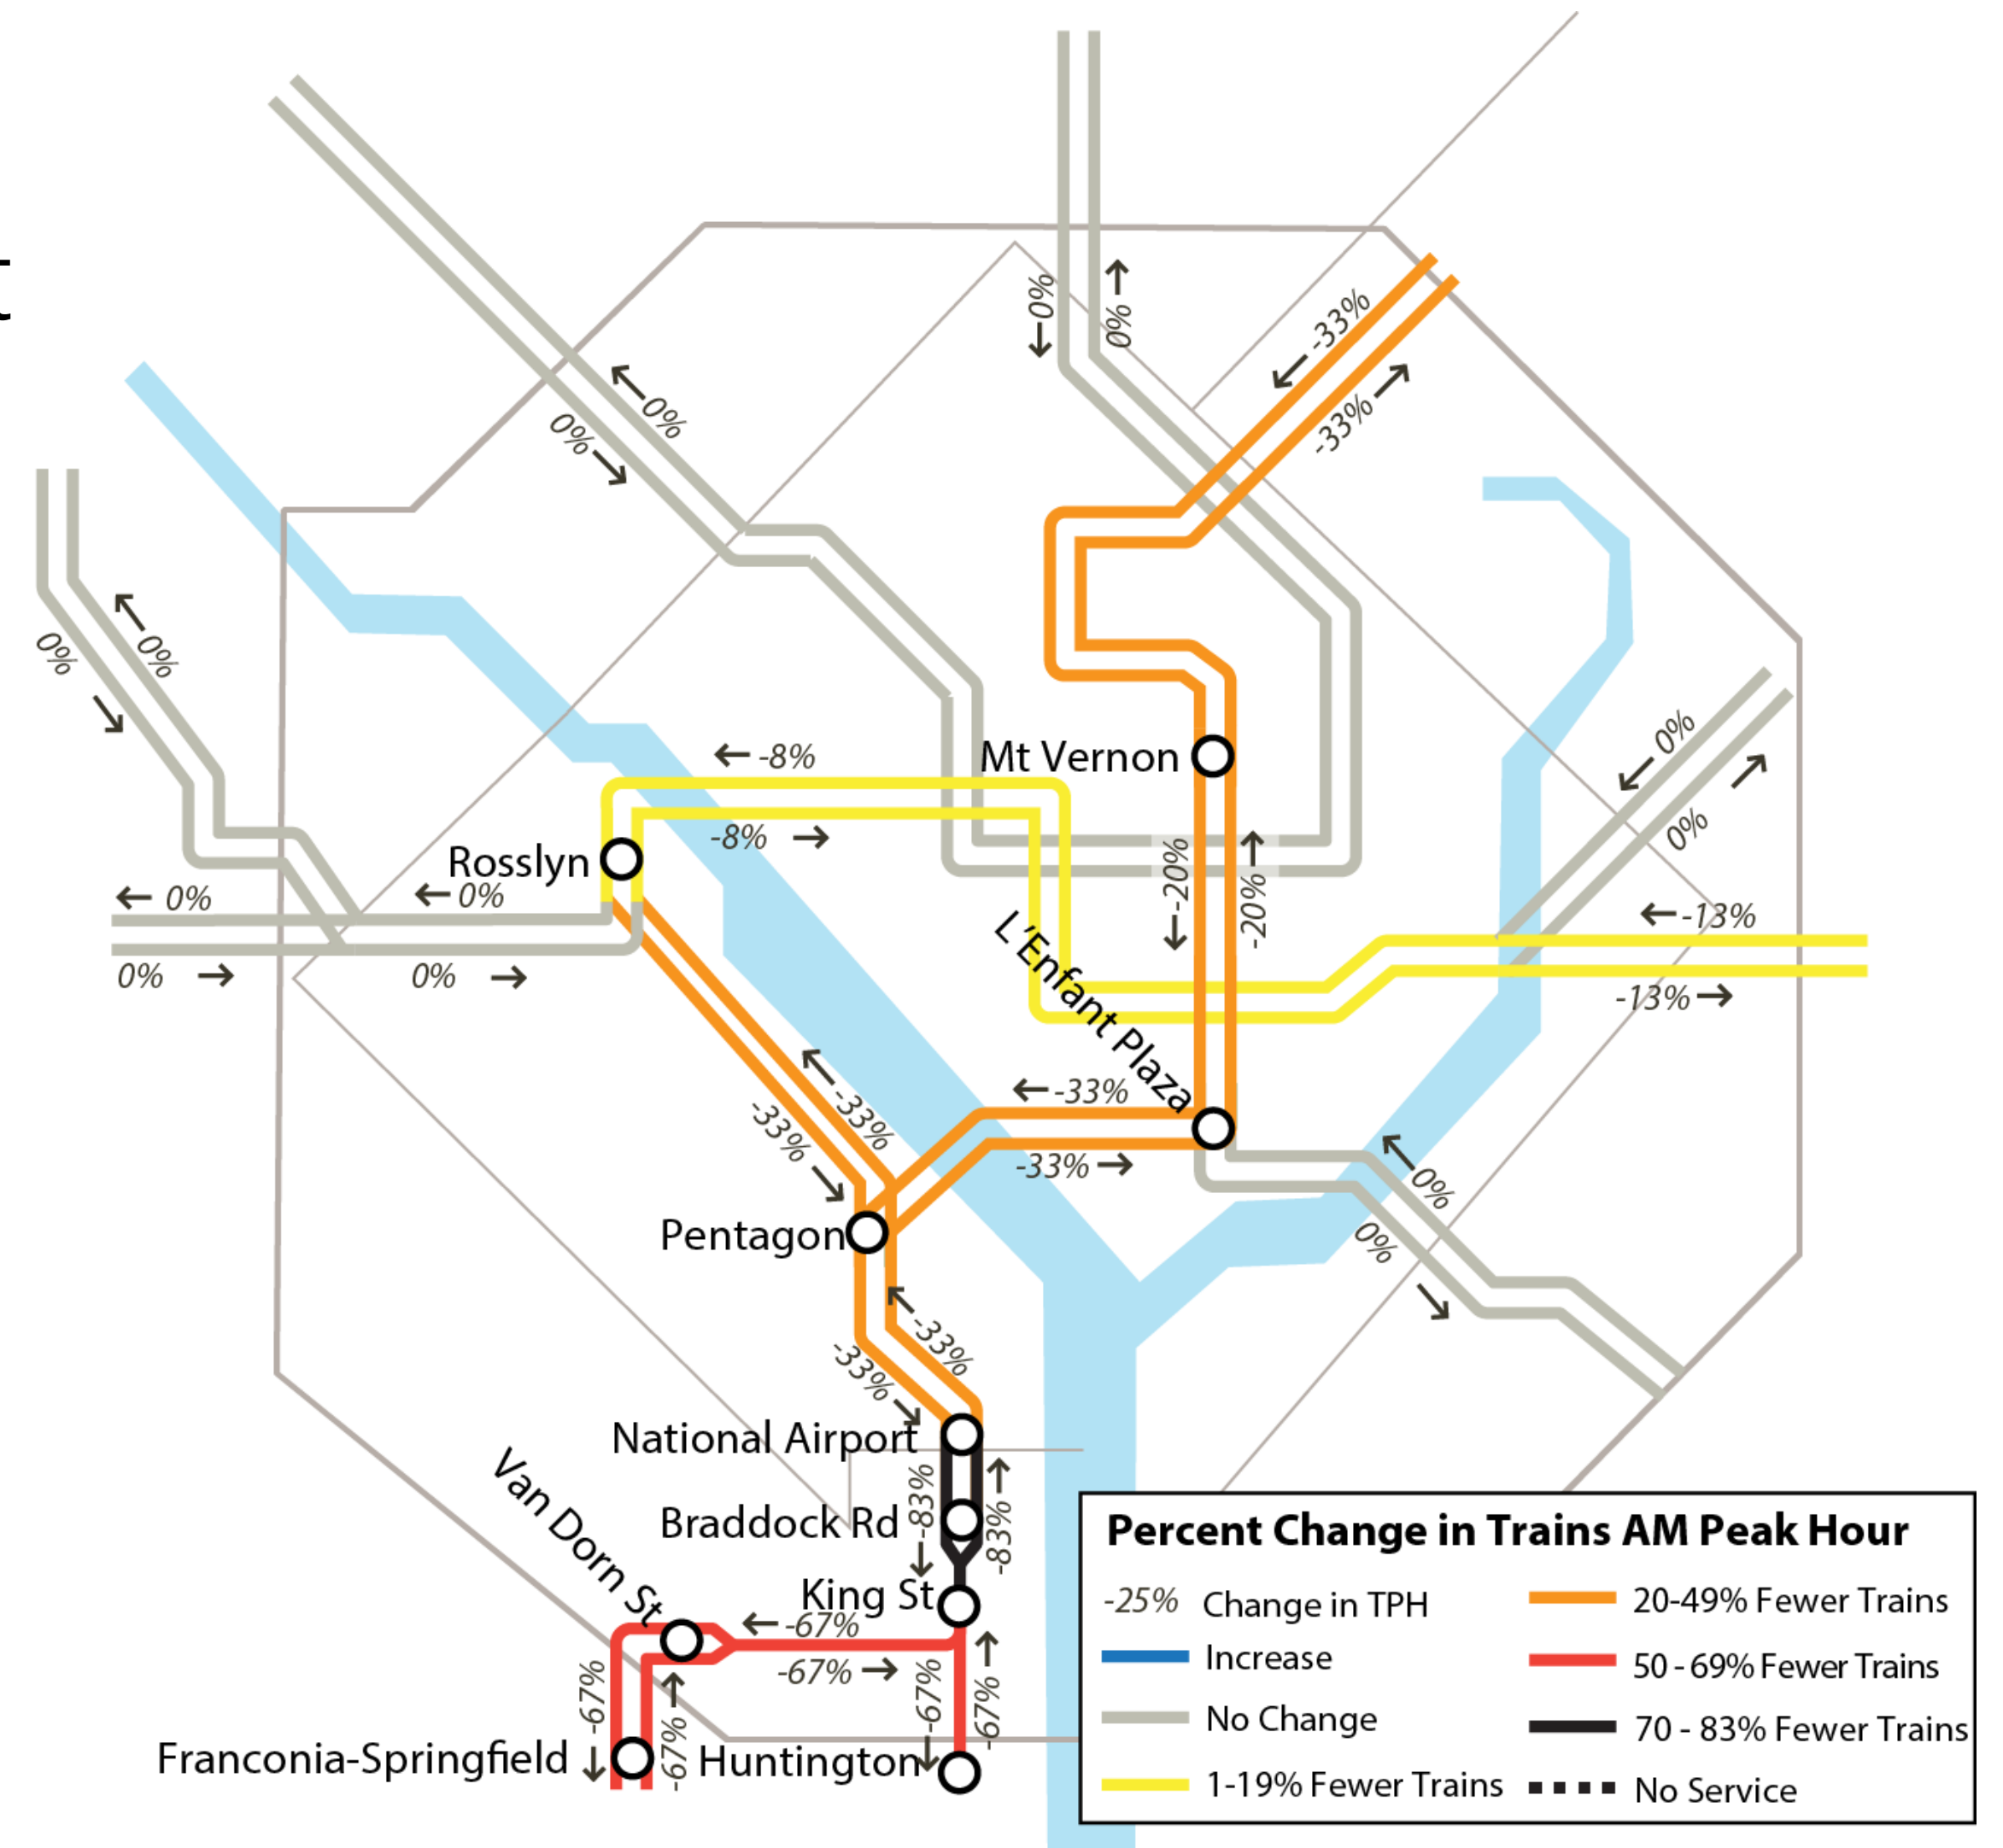 t
0%
0%
-33%
-33%
0%
0%
0%
0%
0%
0%
-8%
Mt Vernon
-8%
Rosslyn
0%
0%
-20%
-20%
-13%
0%
0%
-13%
L'Enfant Plaza
-33%
-33%
-33%
-33%
0%
0%
Pentagon
-33%
-33%
National Airport
Van Dorn St
-83%
-83%
Braddock Rd
King St
-67%
-67%
-67%
-67%
-67%
-67%
Franconia-Springfield
Huntington
Percent Change in Trains AM Peak Hour
-25% Change in TPH
Increase
No Change
1-19% Fewer Trains
20-49% Fewer Trains
50 - 69% Fewer Trains
70 - 83% Fewer Trains
No Service